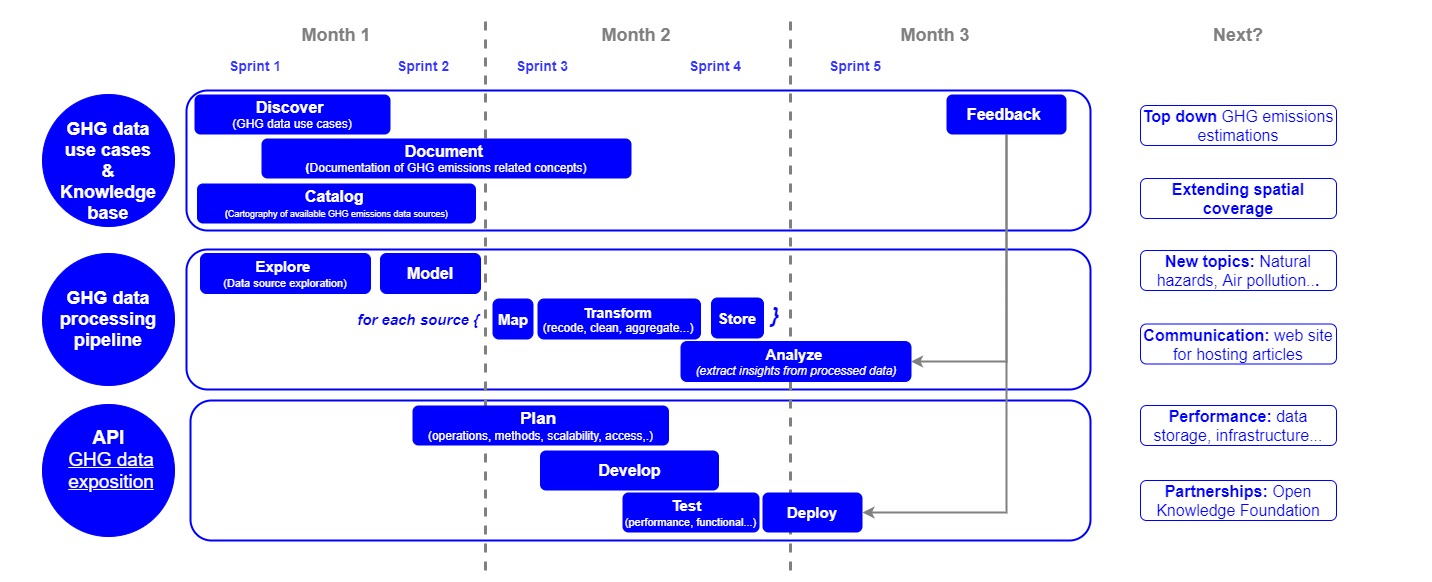 Month 1
Month 2
Month 3
Next?
Sprint 1
Sprint 2
Sprint 3
Sprint 4
Sprint 5
GHG data
use cases
&
Knowledge
base
Discover
(GHG data use cases)
Document
(Documentation of GHG emissions related concepts)
Catalog
(Cartography of available GHG emissions data sources)
Feedback
GHG data
processing
pipeline
Explore
(Data source exploration)
Model
for each source {
Map
Transform
(recode, clean, aggregate...)
Store
}
Analyze
(extract insights from processed data)
API
GHG data
exposition
Plan
(operations, methods, scalability, access,.)
Develop
Test
(performance, functional...)
Deploy
Top down GHG emissions
estimations
Extending spatial
coverage
New topics: Natural
hazards, Air pollution...
Communication: web site
for hosting articles
Performance: data
storage, infrastructure...
Partnerships: Open
Knowledge Foundation